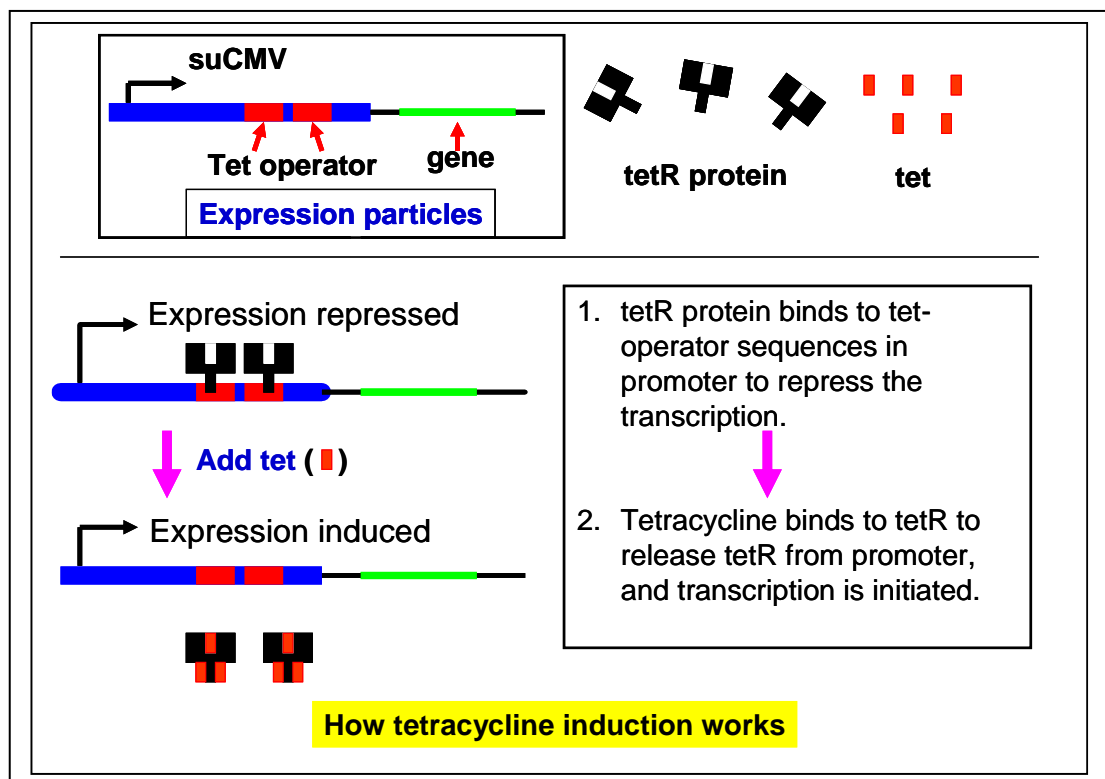 suCMV
Tet operator
gene
Expression particles
tetR protein
tet
Expression repressed
Add tet ( )
Expression induced
1. tetR protein binds to tet-
operator sequences in
promoter to repress the
transcription.
2. Tetracycline binds to tetR to
release tetR from promoter,
and transcription is initiated.
How tetracycline induction works